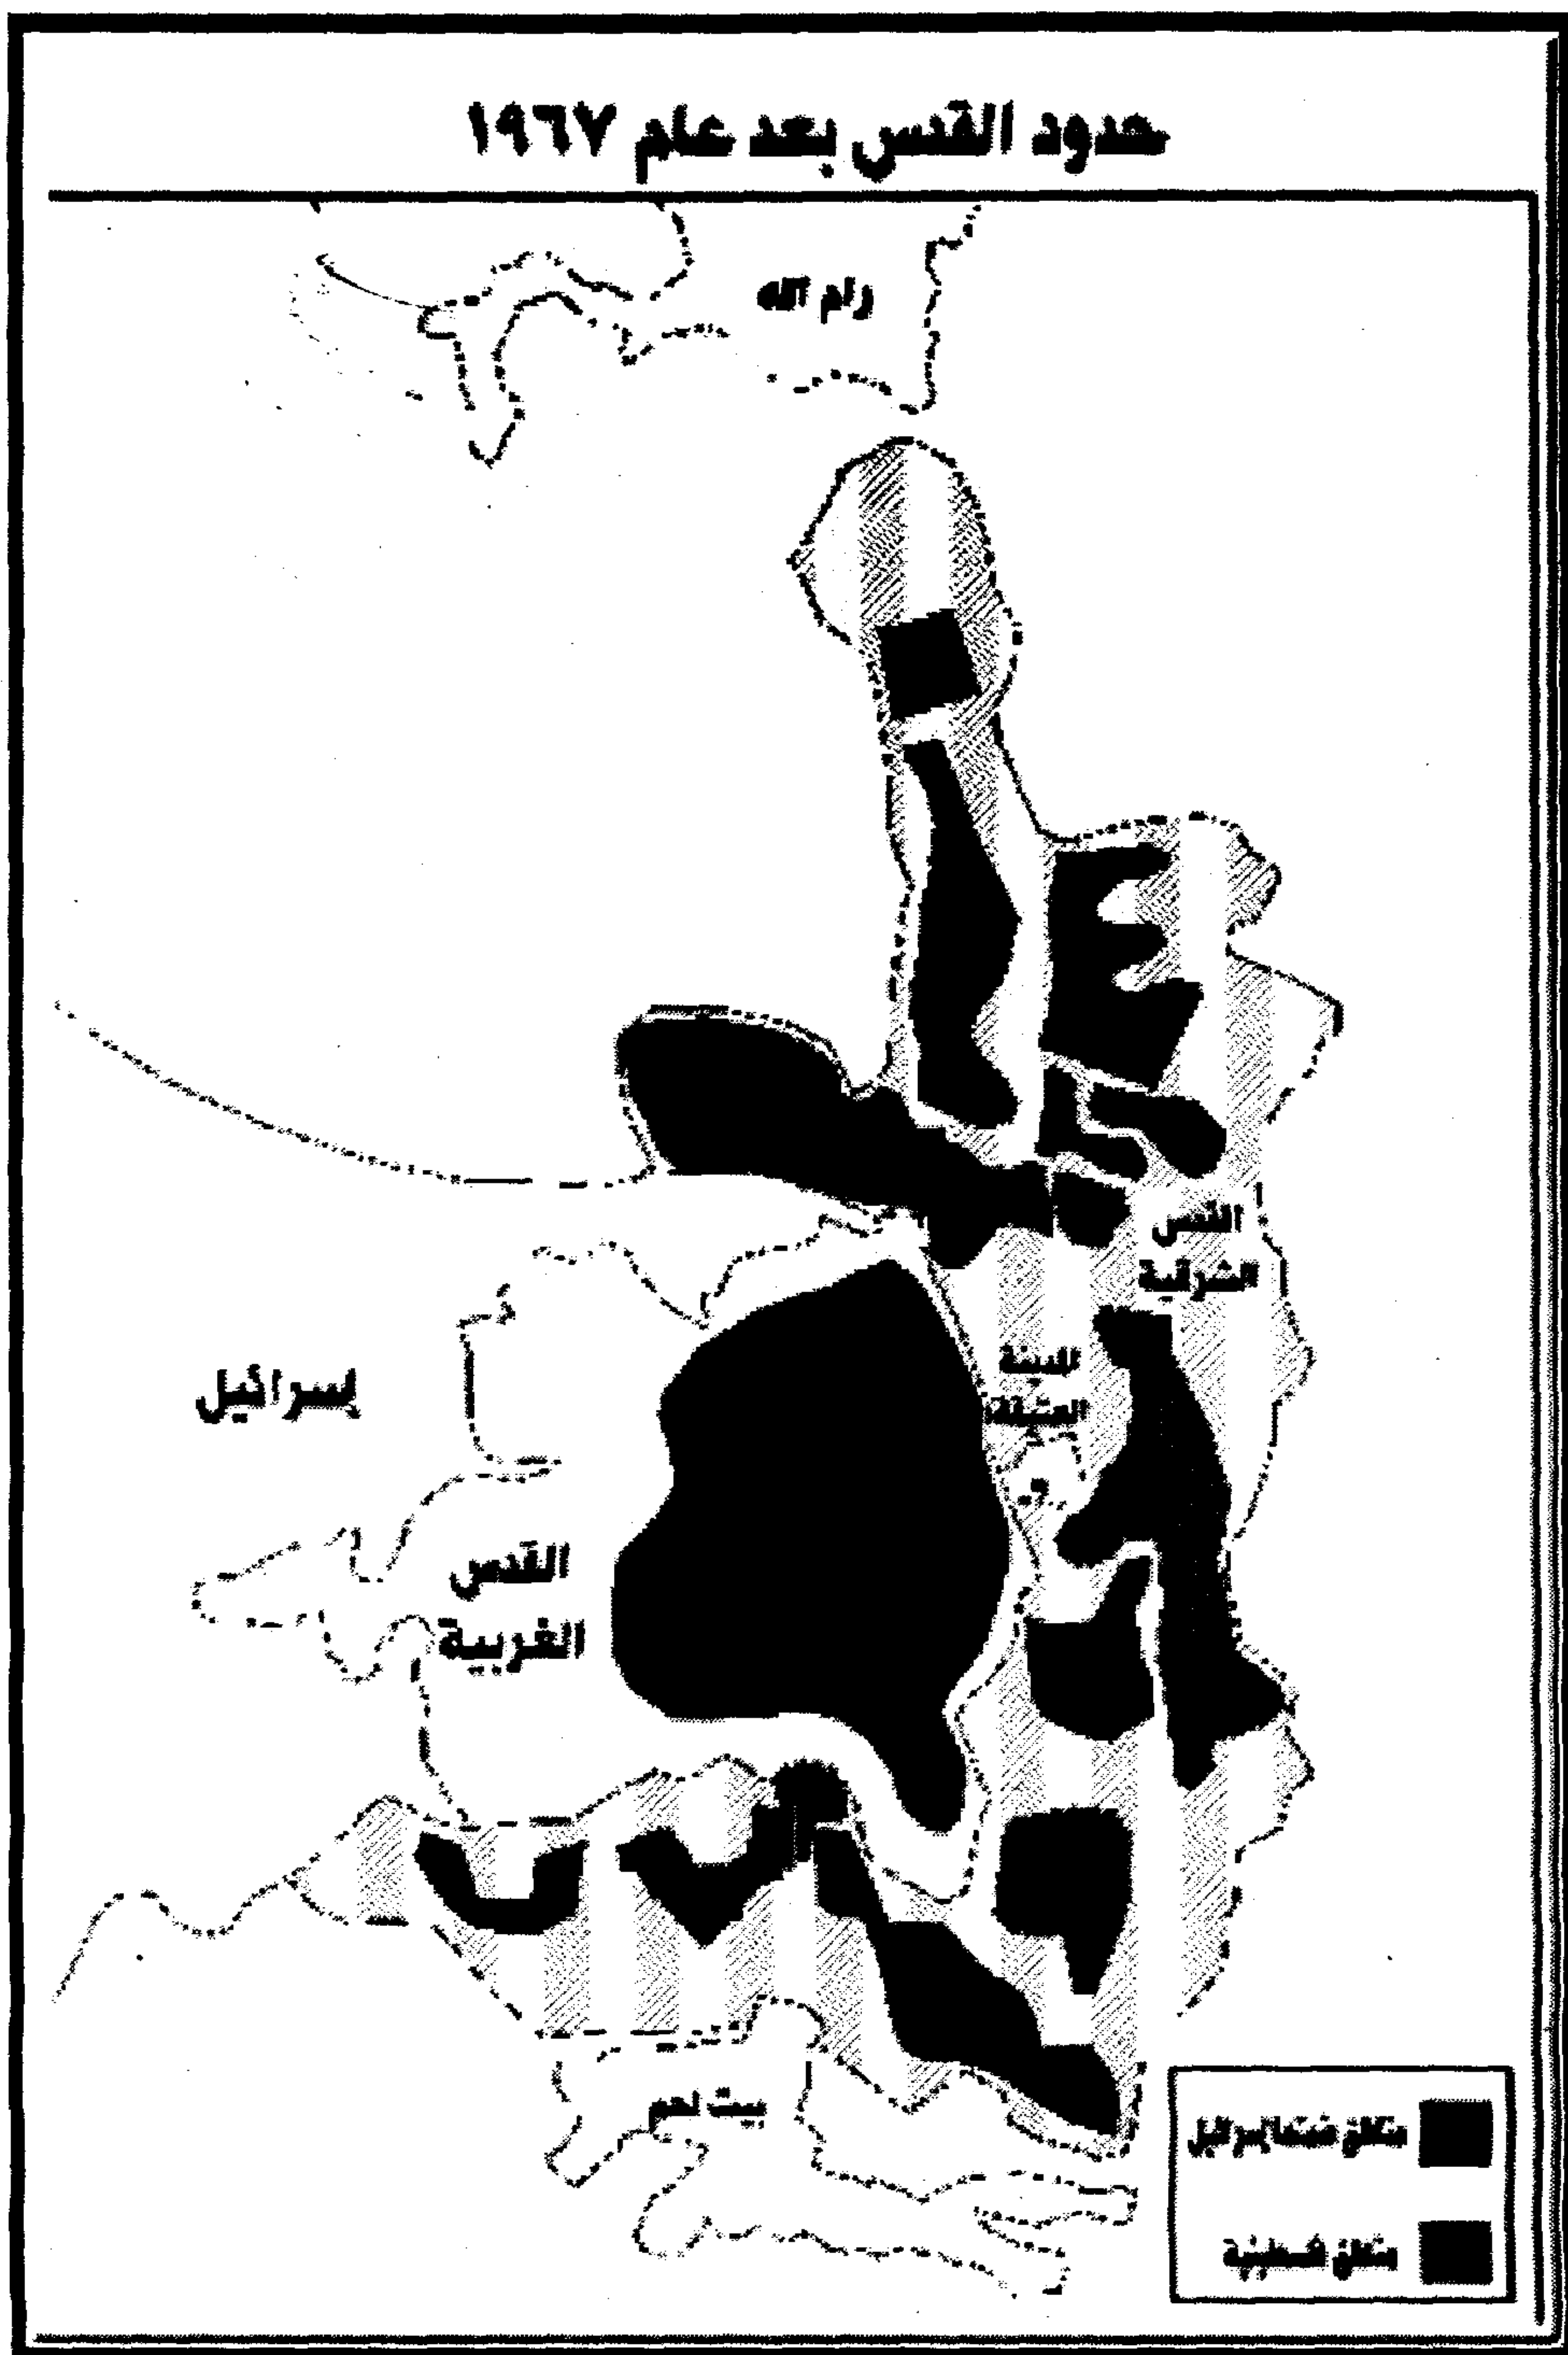 حدود القدس بعد عام ١٩٦٧
رام الله
القدس
الشرقية
المدينة
العتيقة
إسرائيل
القدس
الغربية
بيت لحم
مناطق ضمتها إسرائيل
مناطق فلسطينية